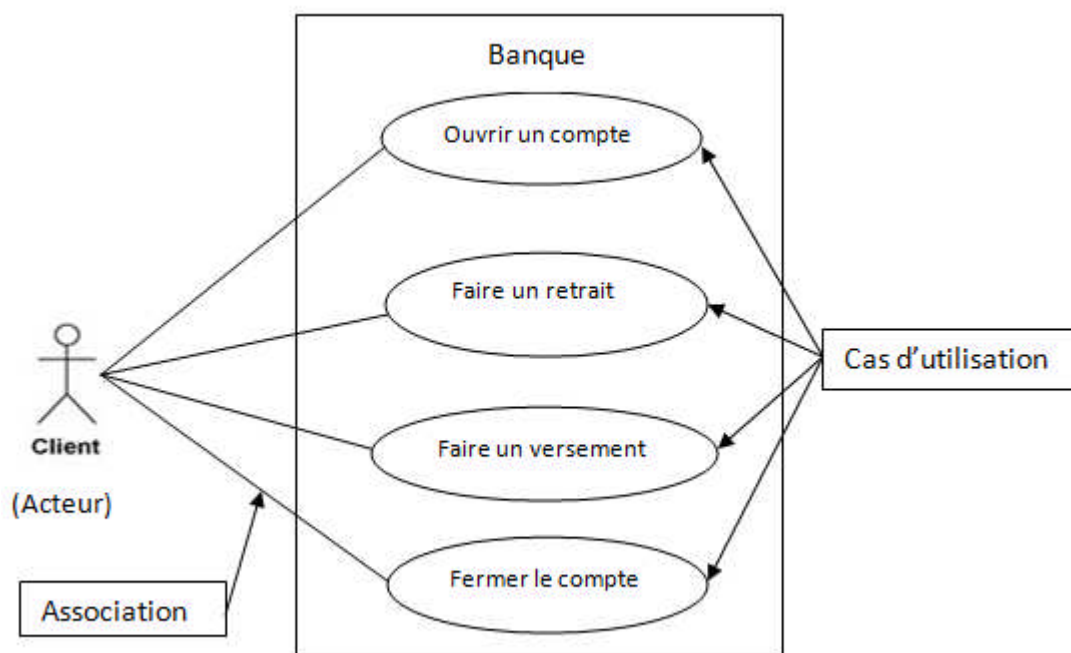 Banque
Ouvrir un compte
Faire un retrait
Cas d’utilisation
Client
Faire un versement
(Acteur)
Fermer le compte
Association